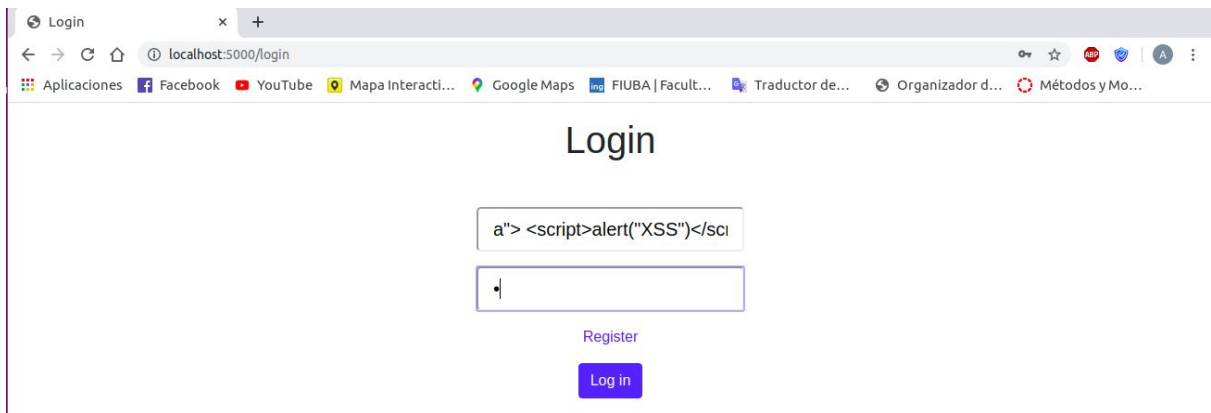 Login
localhost:5000/login
Aplicaciones Facebook YouTube Mapa Interacti... Google Maps FIUBA | Facult... Traductor de... Organizador d... Métodos y Mo...
Login
a"> <script>alert("XSS")</scr
Register
Log in